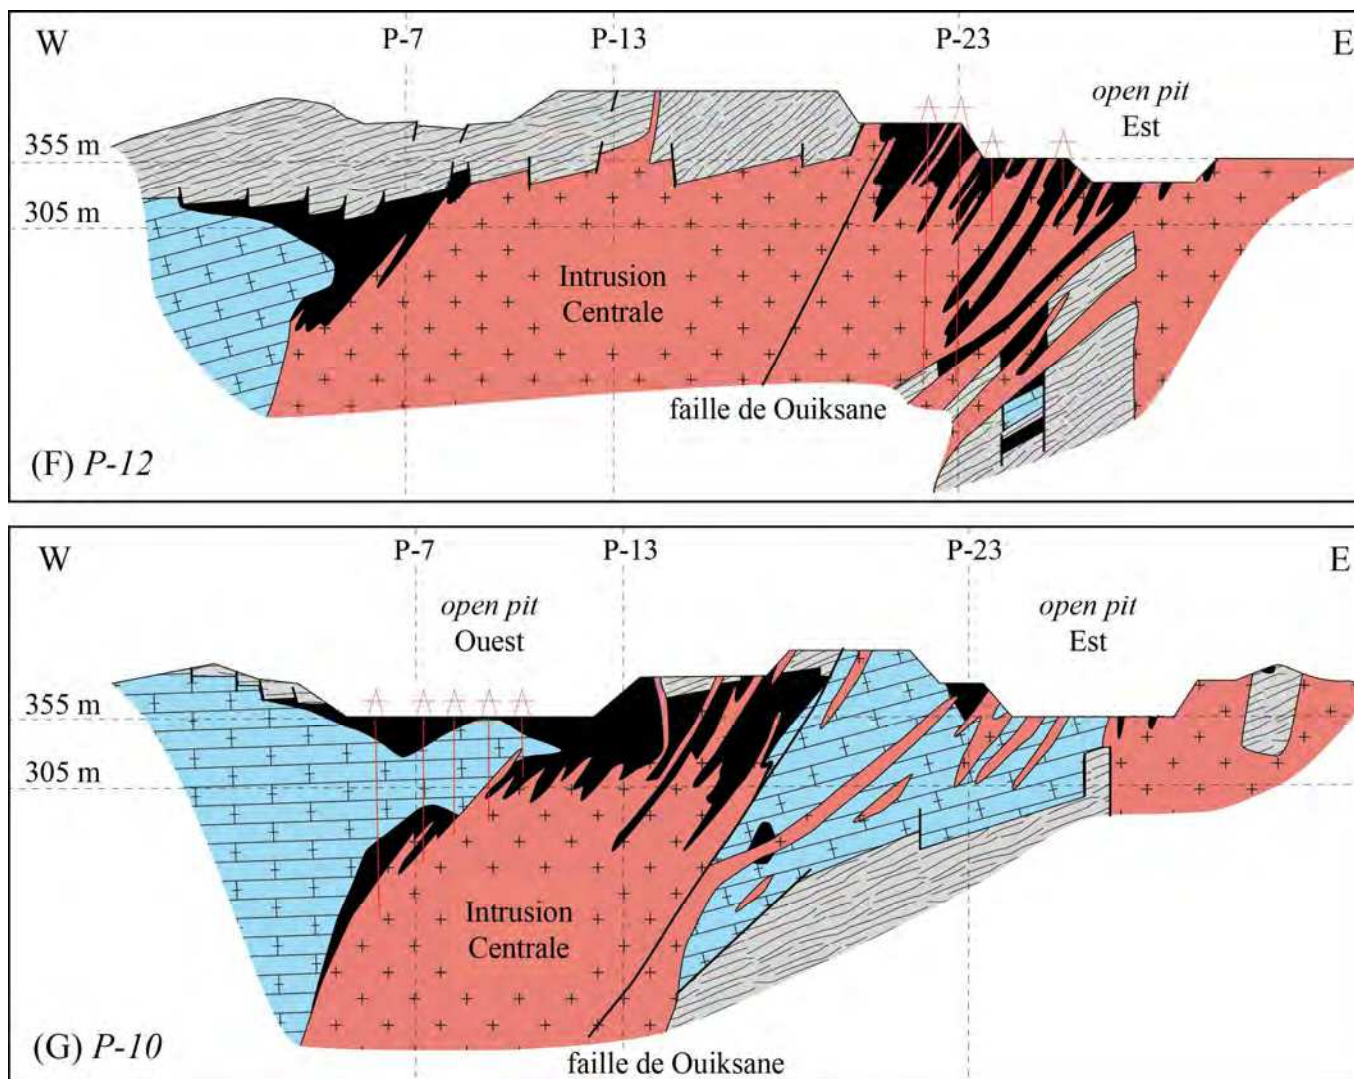 W
P-7
P-13
P-23
E
open pit
Est
355 m
305 m
Intrusion
Centrale
faille de Ouiksane
(F) P-12
W
P-7
P-13
P-23
E
open pit
Ouest
open pit
Est
355 m
305 m
Intrusion
Centrale
(G) P-10
faille de Ouiksane